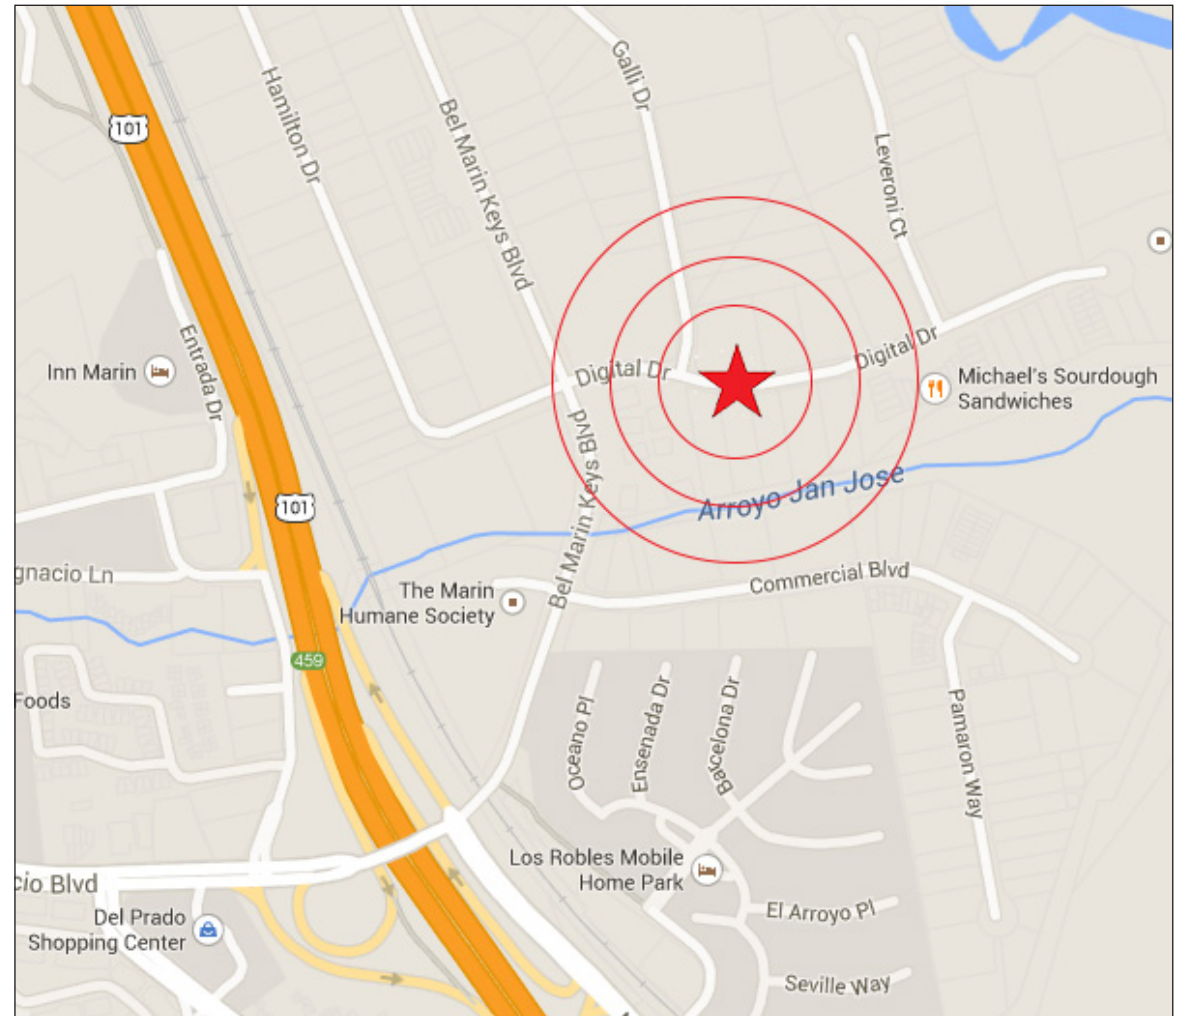 Galli Dr
Hamilton Dr
Bel Marin Keys Blvd
101
Leveroni Ct
Entrada Dr
Inn Marin
Digital Dr
Digital Dr
Michael's Sourdough
Sandwiches
Bel Marin Keys Blvd
Arroyo Jan Jose
101
gnacio Ln
The Marin
Humane Society
Commercial Blvd
459
Foods
Oceano Pl
Ensenada Dr
Barcelona Dr
Pamaron Way
Los Robles Mobile
Home Park
cio Blvd
El Arroyo Pl
Del Prado
Shopping Center
Seville Way